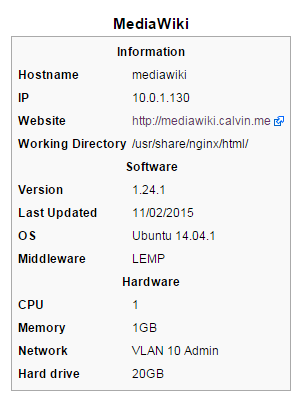 MediaWiki
Information
Hostname mediawiki
IP 10.0.1.130
Website http://mediawiki.calvin.me
Working Directory /usr/share/nginx/html/
Software
Version 1.24.1
Last Updated 11/02/2015
OS Ubuntu 14.04.1
Middleware LEMP
Hardware
CPU 1
Memory 1GB
Network VLAN 10 Admin
Hard drive 20GB